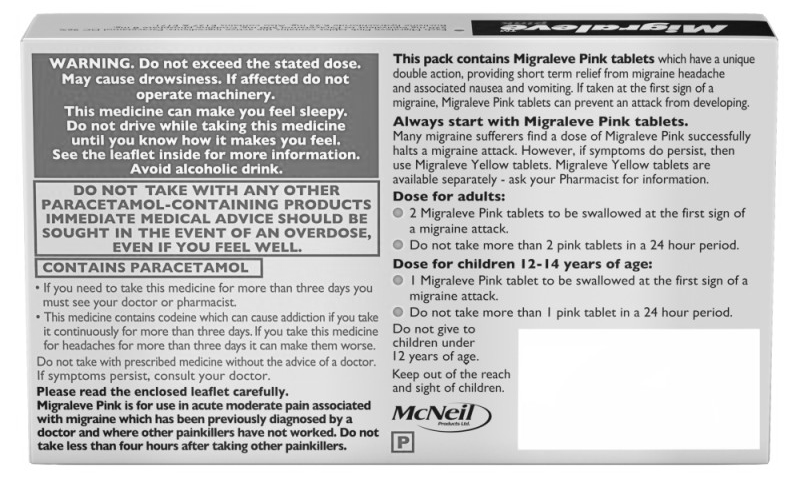 Migraleve
pink
WARNING. Do not exceed the stated dose.
May cause drowsiness. If affected do not
operate machinery.
This medicine can make you feel sleepy.
Do not drive while taking this medicine
until you know how it makes you feel.
See the leaflet inside for more information.
Avoid alcoholic drink.
DO NOT TAKE WITH ANY OTHER
PARACETAMOL-CONTAINING PRODUCTS
IMMEDIATE MEDICAL ADVICE SHOULD BE
SOUGHT IN THE EVENT OF AN OVERDOSE,
EVEN IF YOU FEEL WELL.
CONTAINS PARACETAMOL
• If you need to take this medicine for more than three days you
must see your doctor or pharmacist.
• This medicine contains codeine which can cause addiction if you take
it continuously for more than three days. If you take this medicine
for headaches for more than three days it can make them worse.
Do not take with prescribed medicine without the advice of a doctor.
If symptoms persist, consult your doctor.
Please read the enclosed leaflet carefully.
Migraleve Pink is for use in acute moderate pain associated
with migraine which has been previously diagnosed by a
doctor and where other painkillers have not worked. Do not
take less than four hours after taking other painkillers.
This pack contains Migraleve Pink tablets which have a unique
double action, providing short term relief from migraine headache
and associated nausea and vomiting. If taken at the first sign of a
migraine, Migraleve Pink tablets can prevent an attack from developing.
Always start with Migraleve Pink tablets.
Many migraine sufferers find a dose of Migraleve Pink successfully
halts a migraine attack. However, if symptoms do persist, then
use Migraleve Yellow tablets. Migraleve Yellow tablets are
available separately - ask your Pharmacist for information.
Dose for adults:
2 Migraleve Pink tablets to be swallowed at the first sign of
a migraine attack.
Do not take more than 2 pink tablets in a 24 hour period.
Dose for children 12-14 years of age:
1 Migraleve Pink tablet to be swallowed at the first sign of a
migraine attack.
Do not take more than 1 pink tablet in a 24 hour period.
Do not give to
children under
12 years of age.
Keep out of the reach
and sight of children.
McNeil
Products Ltd.
P